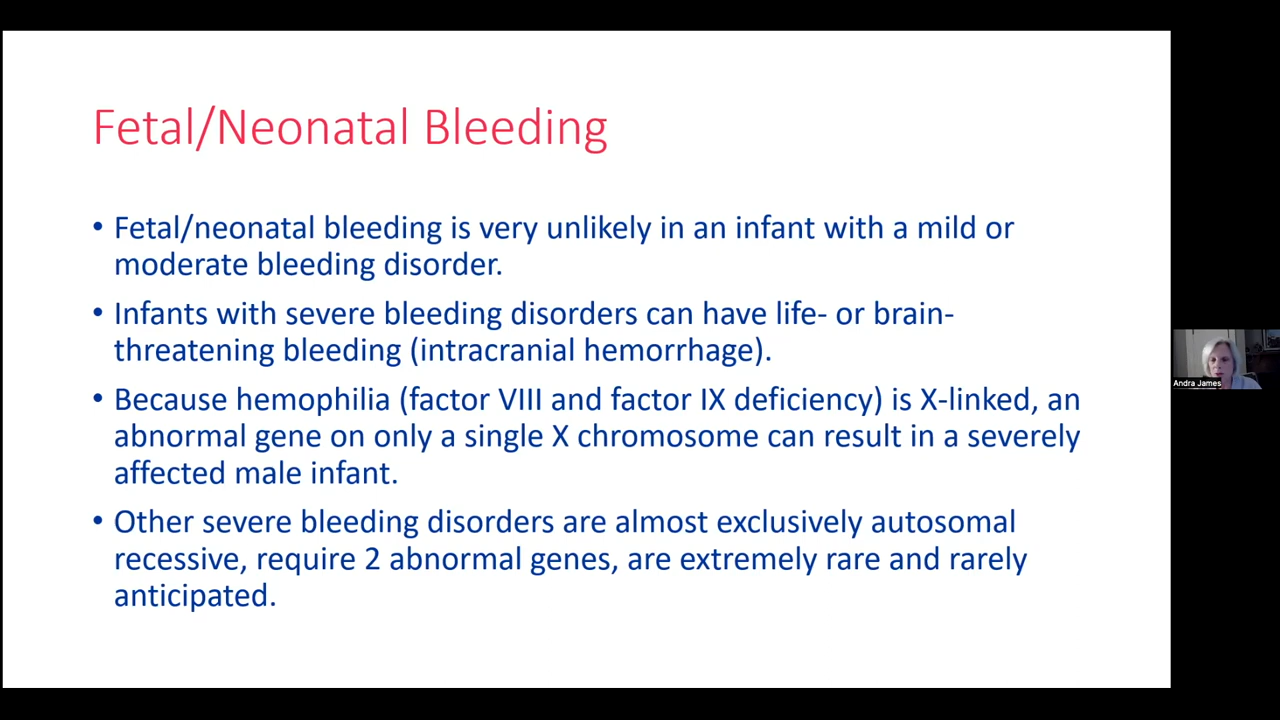 Fetal/Neonatal Bleeding
• Fetal/neonatal bleeding is very unlikely in an infant with a mild or
moderate bleeding disorder.
• Infants with severe bleeding disorders can have life- or brain-
threatening bleeding (intracranial hemorrhage).
• Because hemophilia (factor VIII and factor IX deficiency) is X-linked, an
abnormal gene on only a single X chromosome can result in a severely
affected male infant.
• Other severe bleeding disorders are almost exclusively autosomal
recessive, require 2 abnormal genes, are extremely rare and rarely
anticipated.
Andra James